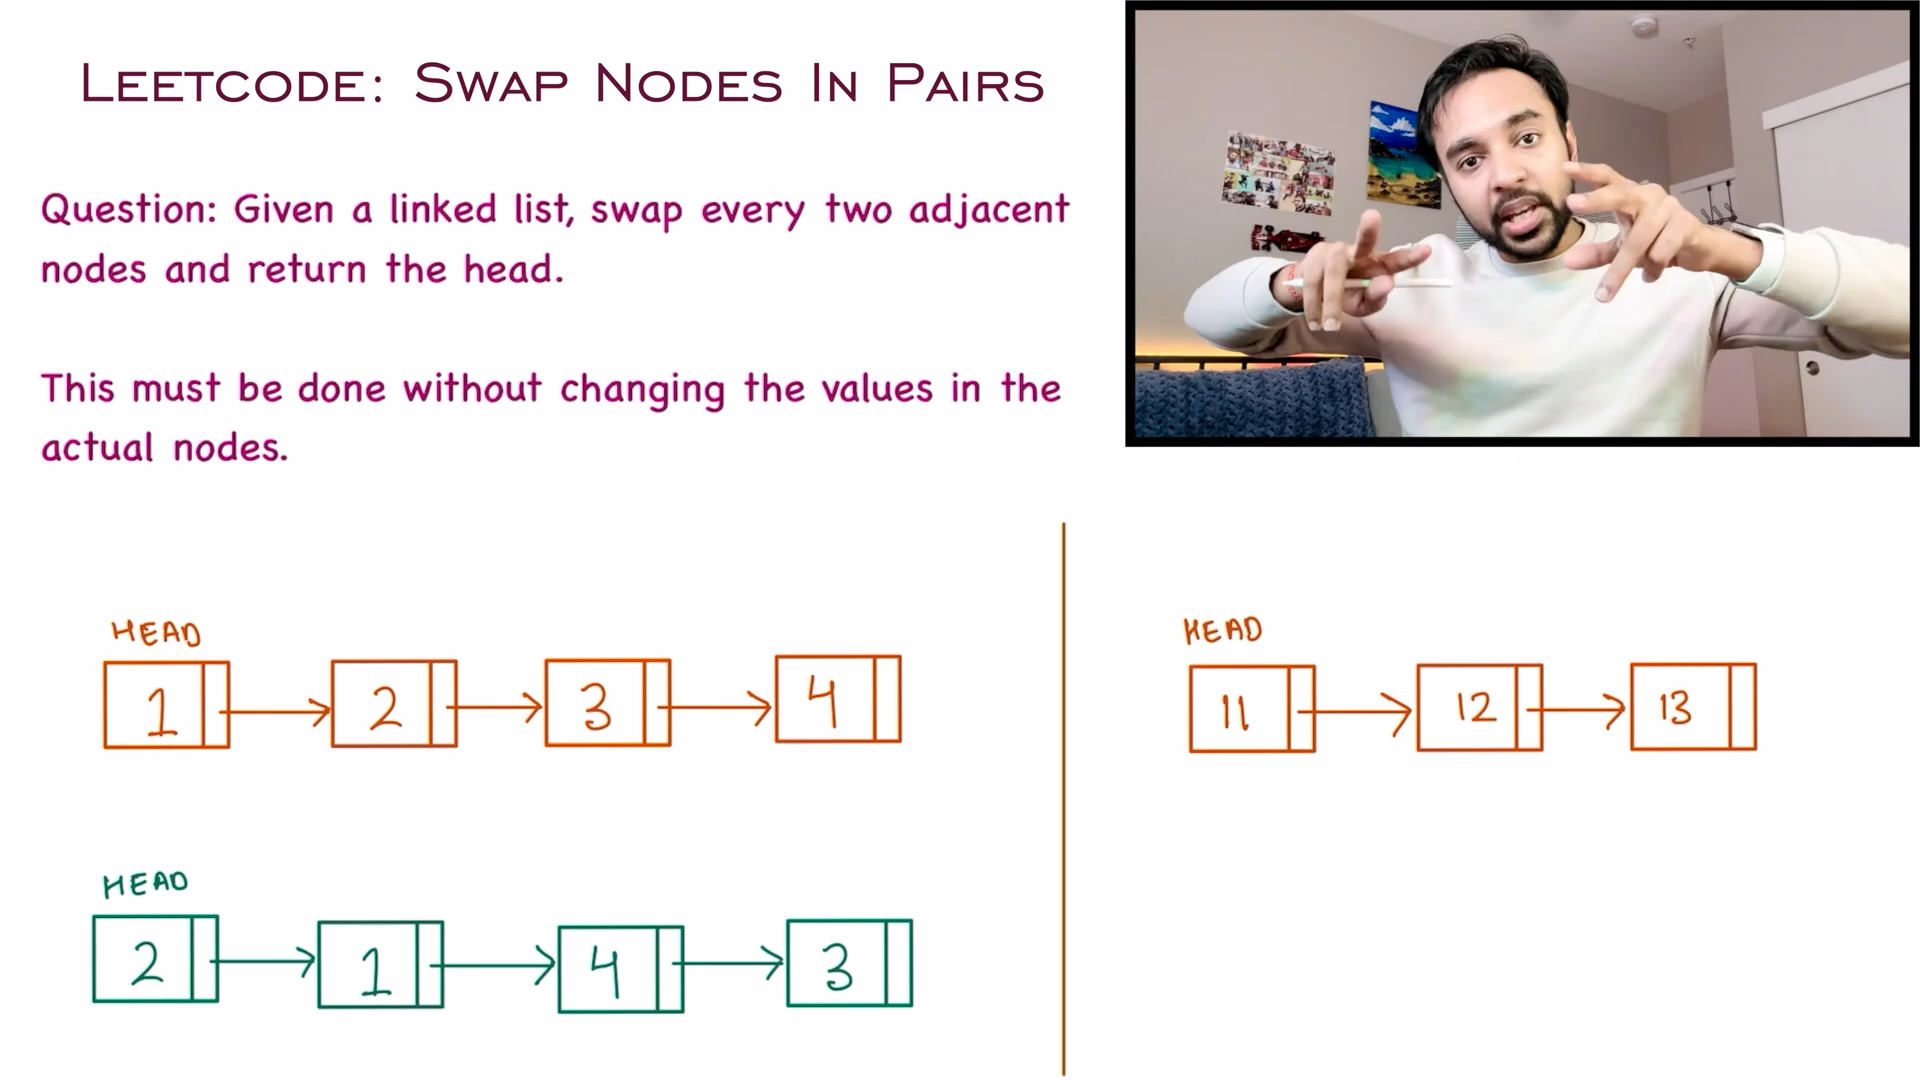 LEETCODE: SWAP NODES IN PAIRS
Question: Given a linked list, swap every two adjacent
nodes and return the head.
This must be done without changing the values in the
actual nodes.
HEAD
1 2 3 4
HEAD
2 1 4 3
HEAD
11 12 13